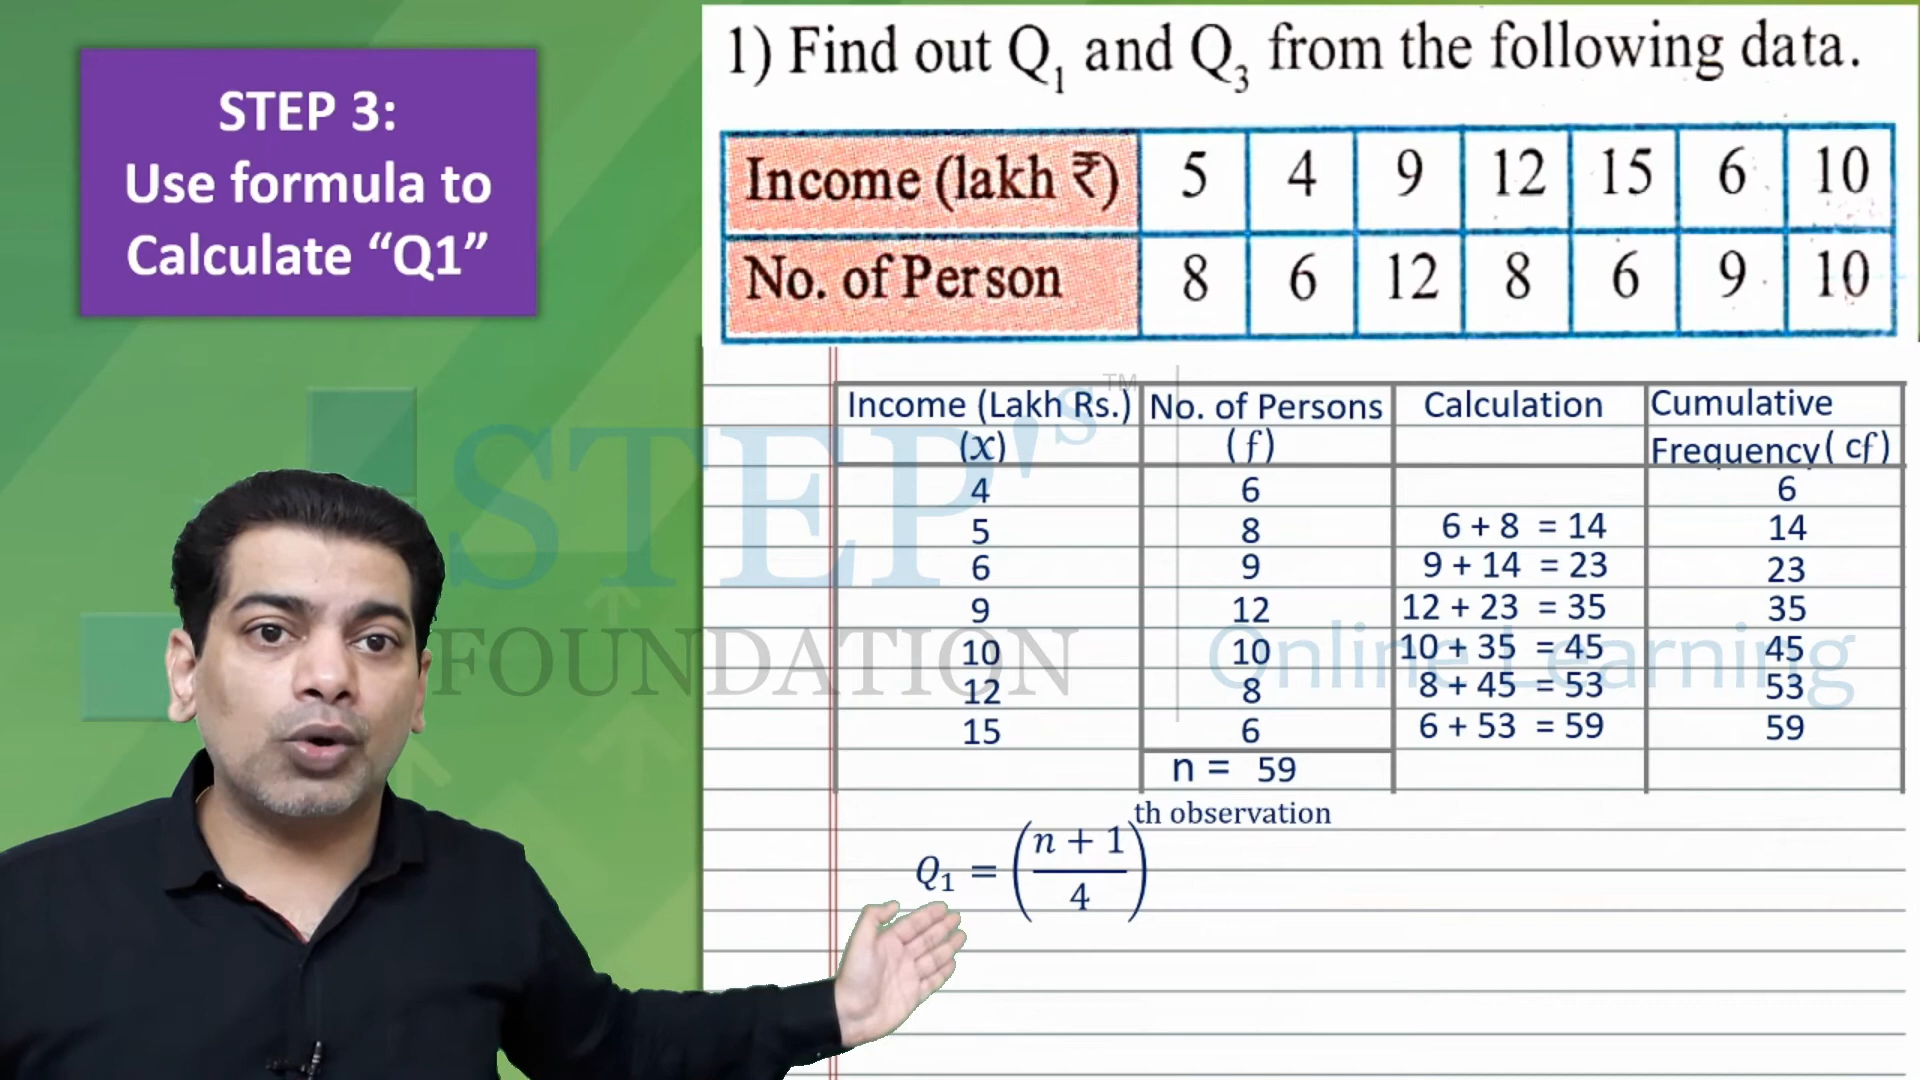 STEP 3:
Use formula to
Calculate “Q1”
1) Find out Q₁ and Q₃ from the following data.
Income (lakh ₹) 5 4 9 12 15 6 10
No. of Person 8 6 12 8 6 9 10
Income (Lakh Rs.) No. of Persons Calculation Cumulative
(x) (f) Frequency (cf)
4 6 6
5 8 6 + 8 = 14 14
6 9 9 + 14 = 23 23
9 12 12 + 23 = 35 35
10 10 10 + 35 = 45 45
12 8 8 + 45 = 53 53
15 6 6 + 53 = 59 59
n = 59
th observation
Q₁ = (n + 1 / 4)
STEP's™
FOUNDATION Online Learning